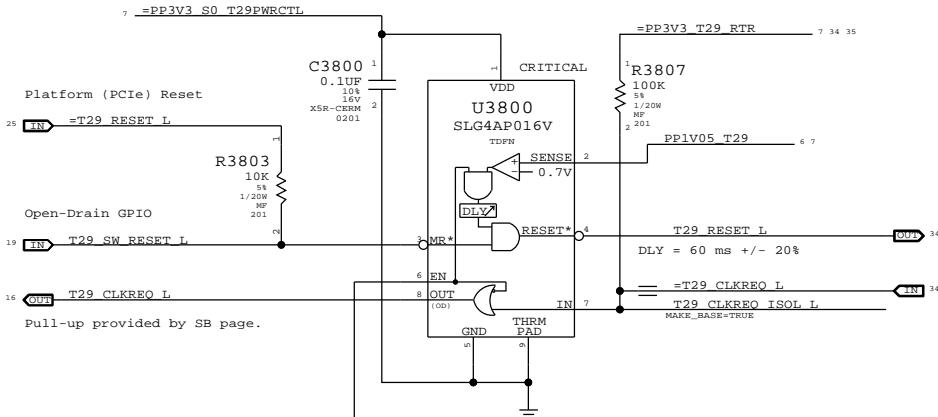 7 =PP3V3_S0_T29PWRCTL
=PP3V3_T29_RTR 7 34 35
C3800 1
0.1UF
10%
16V
X5R-CERM 2
0201
1
VDD
CRITICAL
U3800
SLG4AP016V
TDFN
1
R3807
100K
5%
1/20W
MF
201
2
Platform (PCIe) Reset
25 IN =T29_RESET_L
1
R3803
10K
5%
1/20W
MF
201
2
PP1V05_T29 6 7
+ SENSE 2
- 0.7V
DLY
Open-Drain GPIO
19 IN T29_SW_RESET_L
3 MR*
RESET* 4
T29_RESET_L OUT 34
DLY = 60 ms +/- 20%
6 EN
16 OUT T29_CLKREQ_L
8 OUT
(OD)
IN 7
=T29_CLKREQ_L IN 34
T29_CLKREQ_ISOL_L
MAKE_BASE=TRUE
Pull-up provided by SB page.
GND
5
THRM
PAD
9